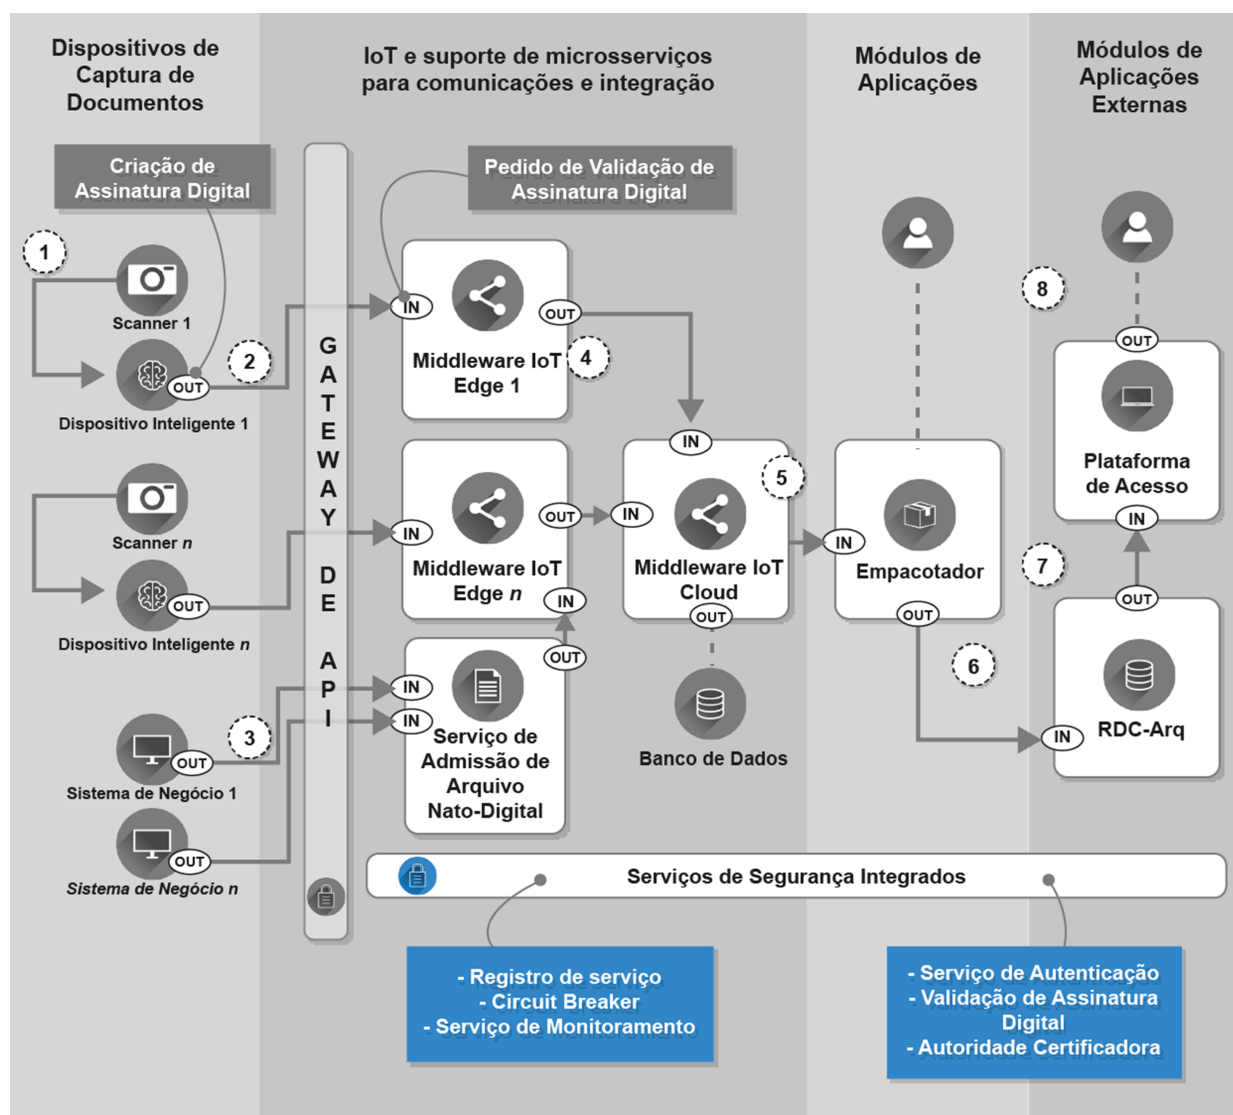 Dispositivos de
Captura de
Documentos
IoT e suporte de microsserviços
para comunicações e integração
Módulos de
Aplicações
Módulos de
Aplicações
Externas
Criação de
Assinatura Digital
Pedido de Validação de
Assinatura Digital
1
Scanner 1
OUT
Dispositivo Inteligente 1
2
Scanner n
OUT
Dispositivo Inteligente n
3
OUT
Sistema de Negócio 1
OUT
Sistema de Negócio n
GATEWAY DE API
IN
OUT
Middleware IoT
Edge 1
4
IN
OUT
Middleware IoT
Edge n
IN
OUT
IN
IN
Serviço de
Admissão de
Arquivo
Nato-Digital
IN
IN
5
Middleware IoT
Cloud
OUT
Banco de Dados
IN
Empacotador
OUT
6
8
OUT
Plataforma
de Acesso
IN
7
OUT
RDC-Arq
IN
Serviços de Segurança Integrados
- Registro de serviço
- Circuit Breaker
- Serviço de Monitoramento
- Serviço de Autenticação
- Validação de Assinatura
Digital
- Autoridade Certificadora